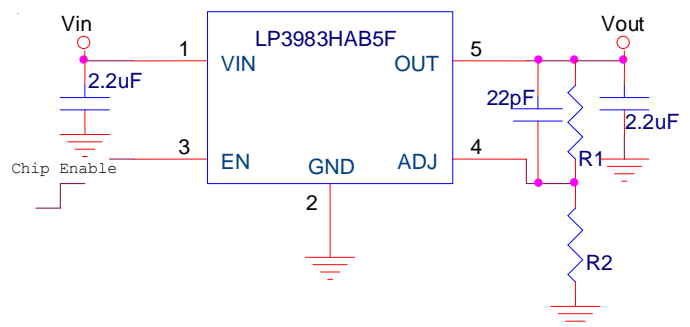 Vin
LP3983HAB5F
Vout
1
5
VIN
OUT
2.2uF
22pF
2.2uF
3
4
R1
Chip Enable
EN
GND
ADJ
2
R2